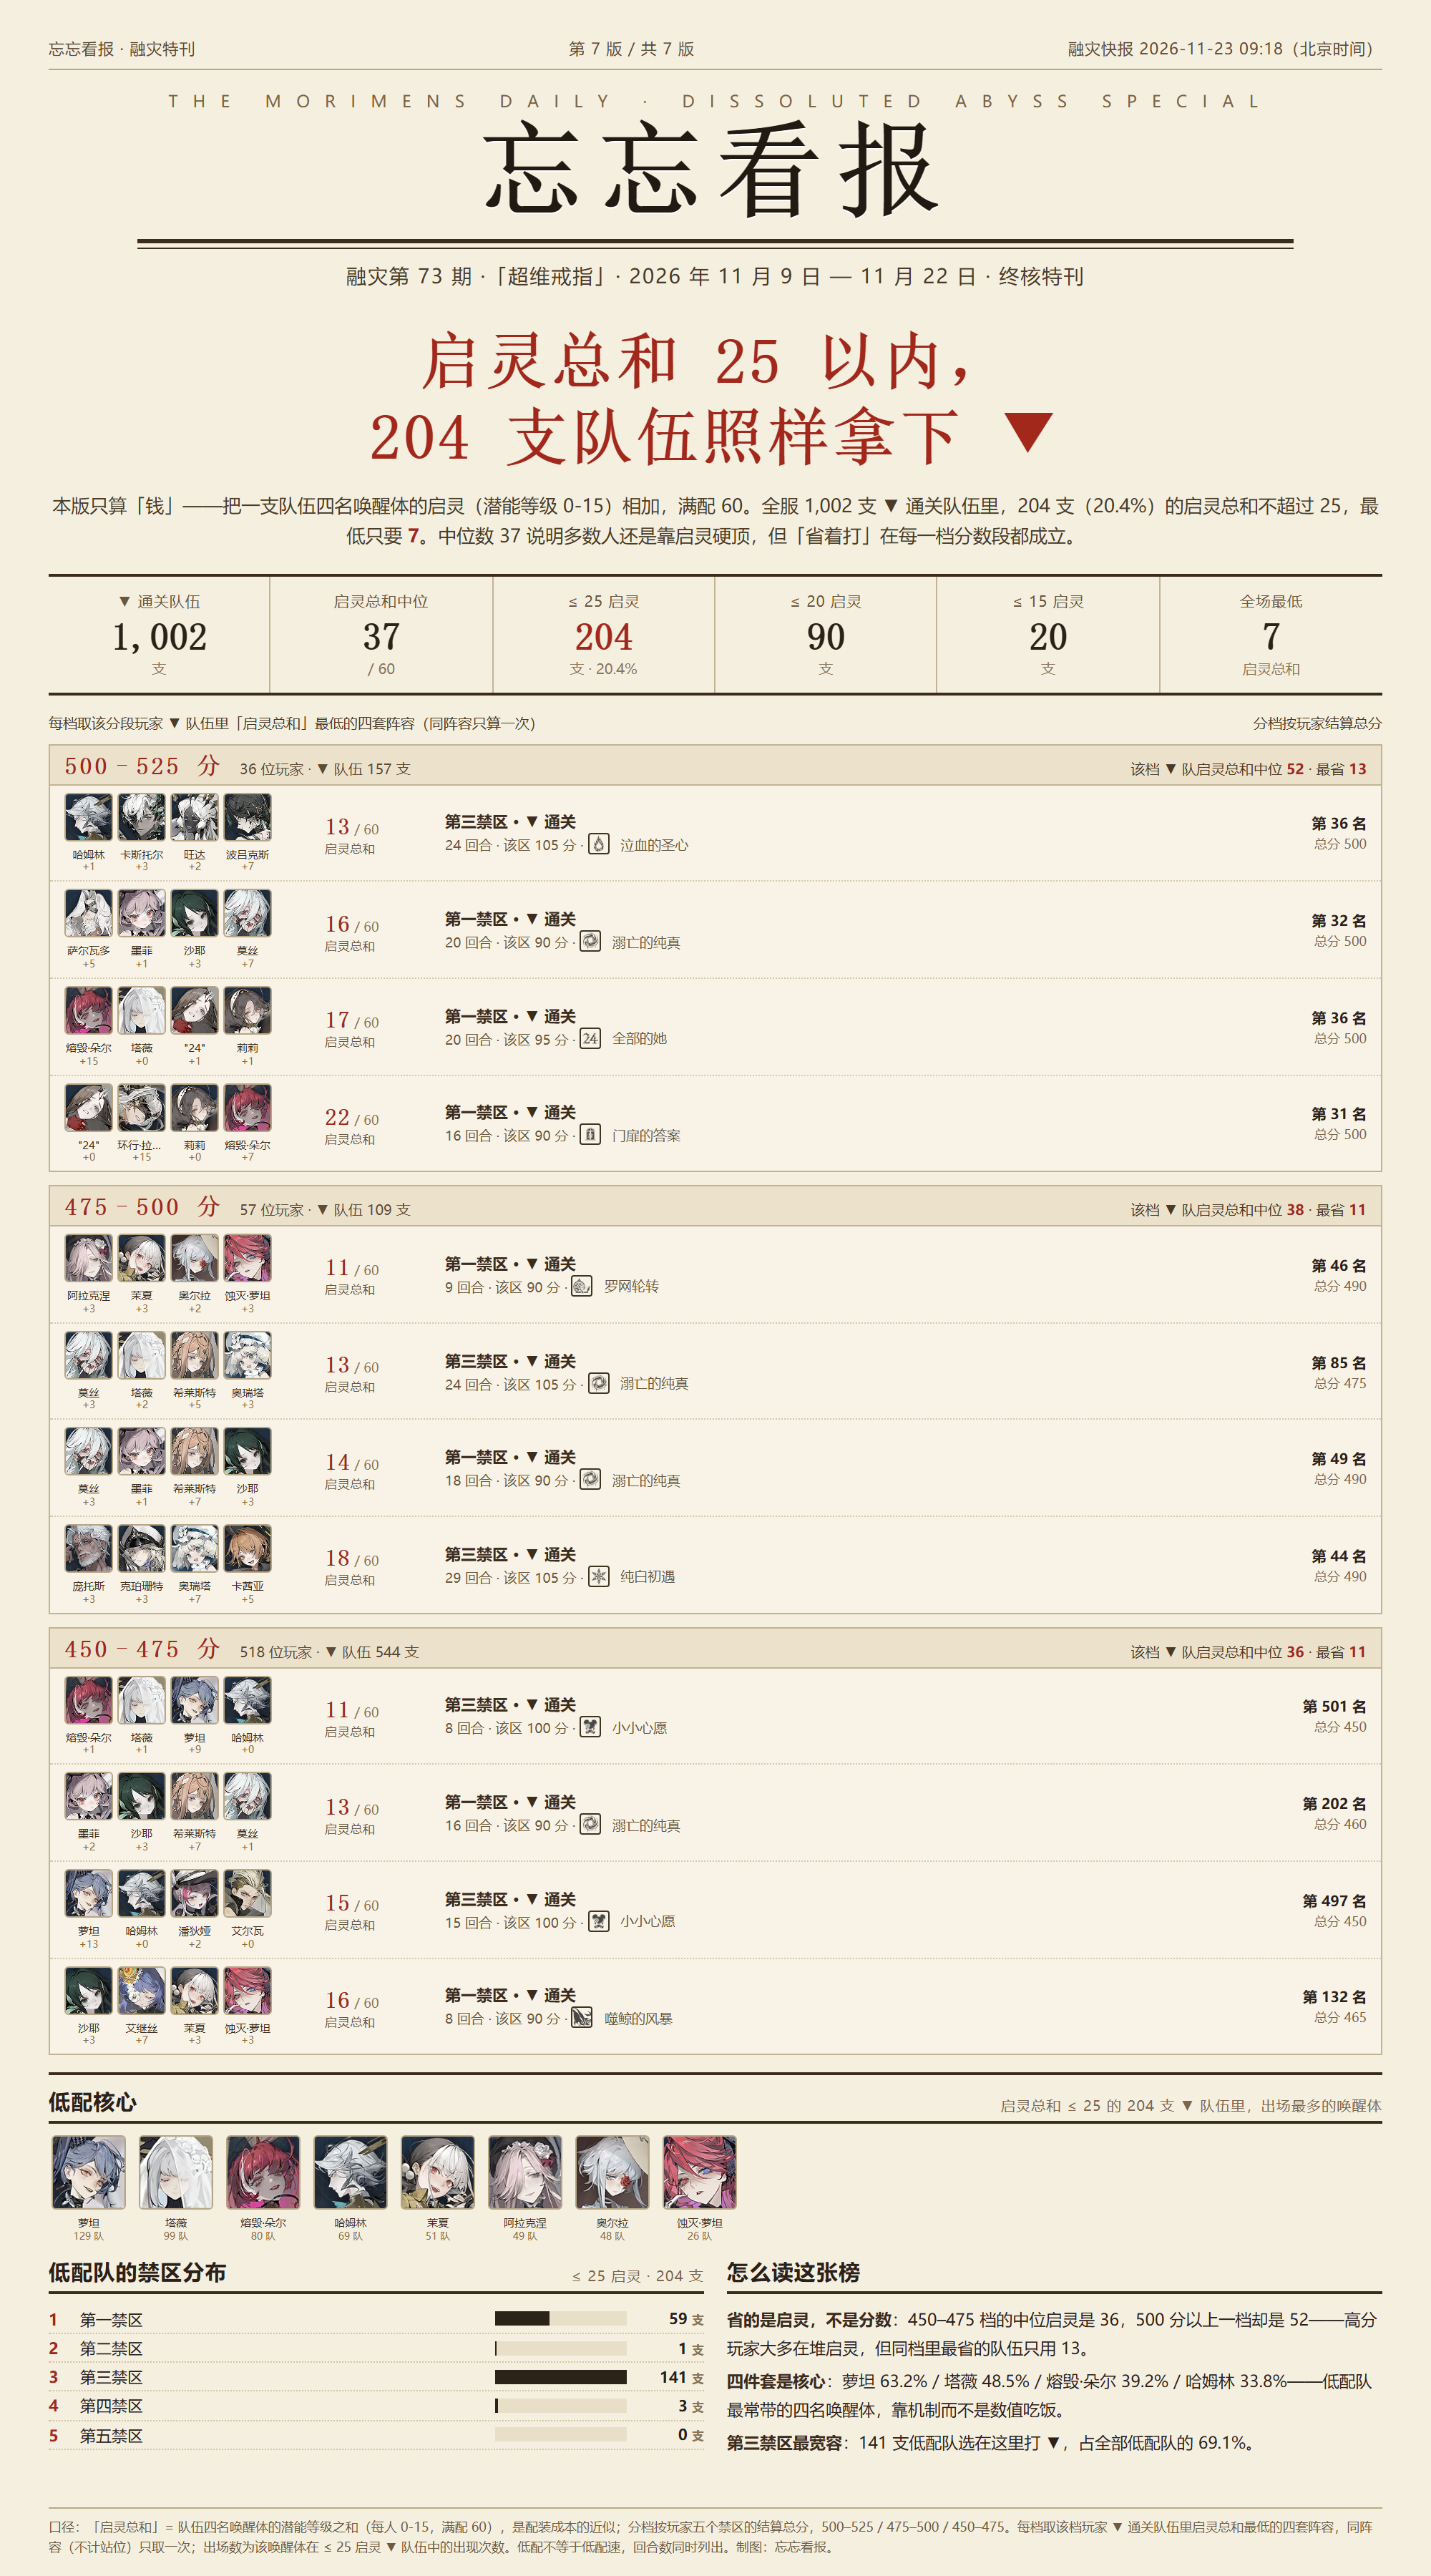 忘忘看报 · 融灾特刊
第 7 版 / 共 7 版
融灾快报 2026-11-23 09:18（北京时间）
THE MORIMENS DAILY · DISSOLUTED ABYSS SPECIAL
忘忘看报
融灾第 73 期 ·「超维戒指」· 2026 年 11 月 9 日 — 11 月 22 日 · 终核特刊
启灵总和 25 以内，
204 支队伍照样拿下 ▼
本版只算「钱」——把一支队伍四名唤醒体的启灵（潜能等级 0-15）相加，满配 60。全服 1,002 支 ▼ 通关队伍里，204 支（20.4%）的启灵总和不超过 25，最
低只要 7。中位数 37 说明多数人还是靠启灵硬顶，但「省着打」在每一档分数段都成立。
▼ 通关队伍
1,002
支
启灵总和中位
37
/ 60
≤ 25 启灵
204
支 · 20.4%
≤ 20 启灵
90
支
≤ 15 启灵
20
支
全场最低
7
启灵总和
每档取该分段玩家 ▼ 队伍里「启灵总和」最低的四套阵容（同阵容只算一次）
分档按玩家结算总分
500 – 525 分 36 位玩家 · ▼ 队伍 157 支
该档 ▼ 队启灵总和中位 52 · 最省 13
哈姆林 卡斯托尔 旺达 波吕克斯
+1 +3 +2 +7
13 / 60
启灵总和
第三禁区 · ▼ 通关
24 回合 · 该区 105 分 · 泣血的圣心
第 36 名
总分 500
萨尔瓦多 墨菲 沙耶 莫丝
+5 +1 +3 +7
16 / 60
启灵总和
第一禁区 · ▼ 通关
20 回合 · 该区 90 分 · 溺亡的纯真
第 32 名
总分 500
熔毁·朵尔 塔薇 "24" 莉莉
+15 +0 +1 +1
17 / 60
启灵总和
第一禁区 · ▼ 通关
20 回合 · 该区 95 分 · 24 全部的她
第 36 名
总分 500
"24" 环行·拉... 莉莉 熔毁·朵尔
+0 +15 +0 +7
22 / 60
启灵总和
第一禁区 · ▼ 通关
16 回合 · 该区 90 分 · 门扉的答案
第 31 名
总分 500
475 – 500 分 57 位玩家 · ▼ 队伍 109 支
该档 ▼ 队启灵总和中位 38 · 最省 11
阿拉克涅 茉夏 奥尔拉 蚀灭·萝坦
+3 +3 +2 +3
11 / 60
启灵总和
第一禁区 · ▼ 通关
9 回合 · 该区 90 分 · 罗网轮转
第 46 名
总分 490
莫丝 塔薇 希莱斯特 奥瑞塔
+3 +2 +5 +3
13 / 60
启灵总和
第三禁区 · ▼ 通关
24 回合 · 该区 105 分 · 溺亡的纯真
第 85 名
总分 475
莫丝 墨菲 希莱斯特 沙耶
+3 +1 +7 +3
14 / 60
启灵总和
第一禁区 · ▼ 通关
18 回合 · 该区 90 分 · 溺亡的纯真
第 49 名
总分 490
庞托斯 克珀珊特 奥瑞塔 卡茜亚
+3 +3 +7 +5
18 / 60
启灵总和
第三禁区 · ▼ 通关
29 回合 · 该区 105 分 · 纯白初遇
第 44 名
总分 490
450 – 475 分 518 位玩家 · ▼ 队伍 544 支
该档 ▼ 队启灵总和中位 36 · 最省 11
熔毁·朵尔 塔薇 萝坦 哈姆林
+1 +1 +9 +0
11 / 60
启灵总和
第三禁区 · ▼ 通关
8 回合 · 该区 100 分 · 小小心愿
第 501 名
总分 450
墨菲 沙耶 希莱斯特 莫丝
+2 +3 +7 +1
13 / 60
启灵总和
第一禁区 · ▼ 通关
16 回合 · 该区 90 分 · 溺亡的纯真
第 202 名
总分 460
萝坦 哈姆林 潘狄娅 艾尔瓦
+13 +0 +2 +0
15 / 60
启灵总和
第三禁区 · ▼ 通关
15 回合 · 该区 100 分 · 小小心愿
第 497 名
总分 450
沙耶 艾继丝 茉夏 蚀灭·萝坦
+3 +7 +3 +3
16 / 60
启灵总和
第一禁区 · ▼ 通关
8 回合 · 该区 90 分 · 噬鲸的风暴
第 132 名
总分 465
低配核心
启灵总和 ≤ 25 的 204 支 ▼ 队伍里，出场最多的唤醒体
萝坦 塔薇 熔毁·朵尔 哈姆林 茉夏 阿拉克涅 奥尔拉 蚀灭·萝坦
129 队 99 队 80 队 69 队 51 队 49 队 48 队 26 队
低配队的禁区分布
≤ 25 启灵 · 204 支
1 第一禁区 59 支
2 第二禁区 1 支
3 第三禁区 141 支
4 第四禁区 3 支
5 第五禁区 0 支
怎么读这张榜
省的是启灵，不是分数：450–475 档的中位启灵是 36，500 分以上一档却是 52——高分
玩家大多在堆启灵，但同档里最省的队伍只用 13。
四件套是核心：萝坦 63.2% / 塔薇 48.5% / 熔毁·朵尔 39.2% / 哈姆林 33.8%——低配队
最常带的四名唤醒体，靠机制而不是数值吃饭。
第三禁区最宽容：141 支低配队选在这里打 ▼，占全部低配队的 69.1%。
口径：「启灵总和」= 队伍四名唤醒体的潜能等级之和（每人 0-15，满配 60），是配装成本的近似；分档按玩家五个禁区的结算总分，500–525 / 475–500 / 450–475。每档取该档玩家 ▼ 通关队伍里启灵总和最低的四套阵容，同阵
容（不计站位）只取一次；出场数为该唤醒体在 ≤ 25 启灵 ▼ 队伍中的出现次数。低配不等于低配速，回合数同时列出。制图：忘忘看报。